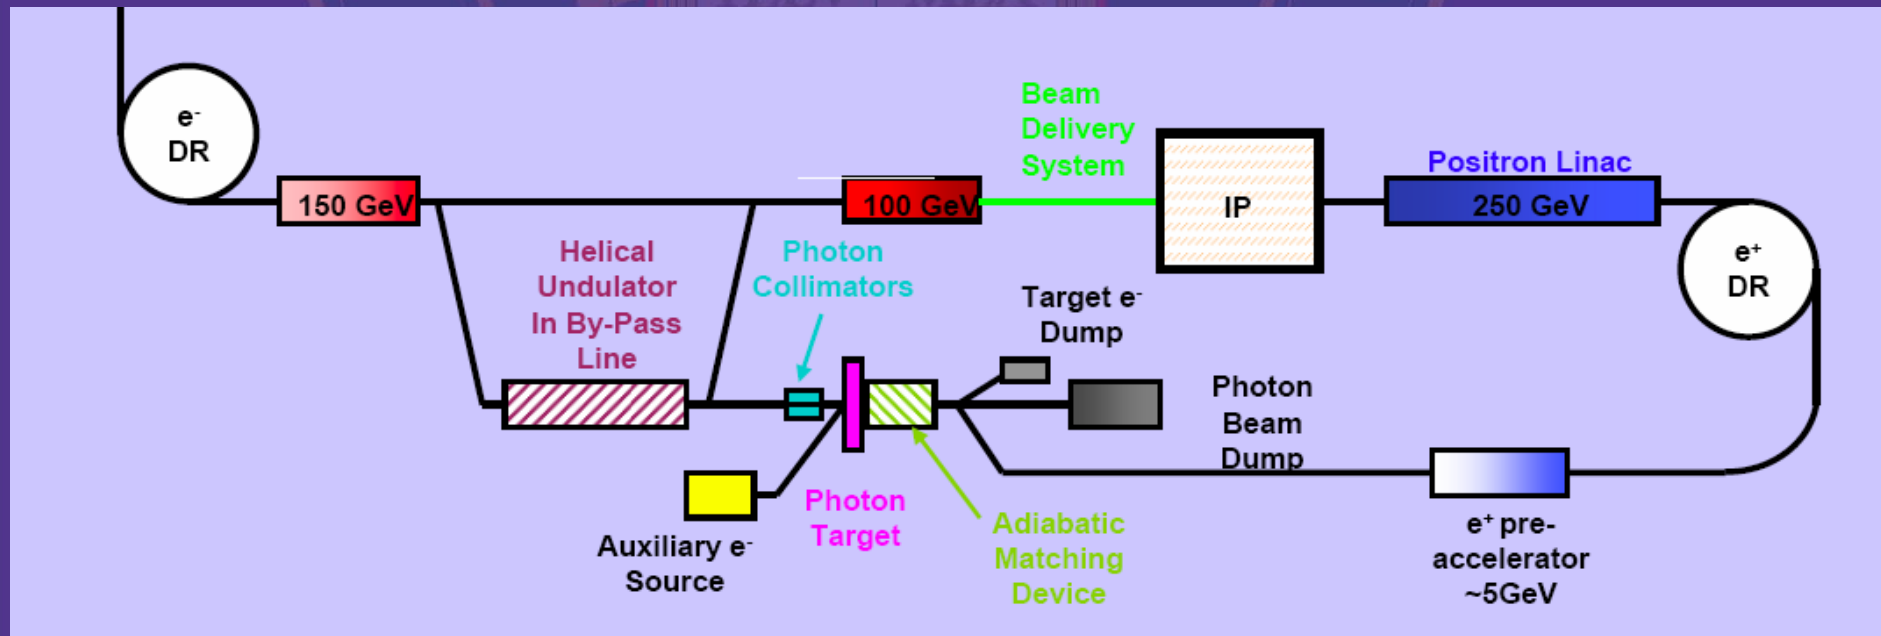 e⁻
DR
150 GeV
Helical
Undulator
In By-Pass
Line
Photon
Collimators
100 GeV
Beam
Delivery
System
IP
Positron Linac
250 GeV
e⁺
DR
Target e⁻
Dump
Photon
Beam
Dump
Auxiliary e⁻
Source
Photon
Target
Adiabatic
Matching
Device
e⁺ pre-
accelerator
~5GeV